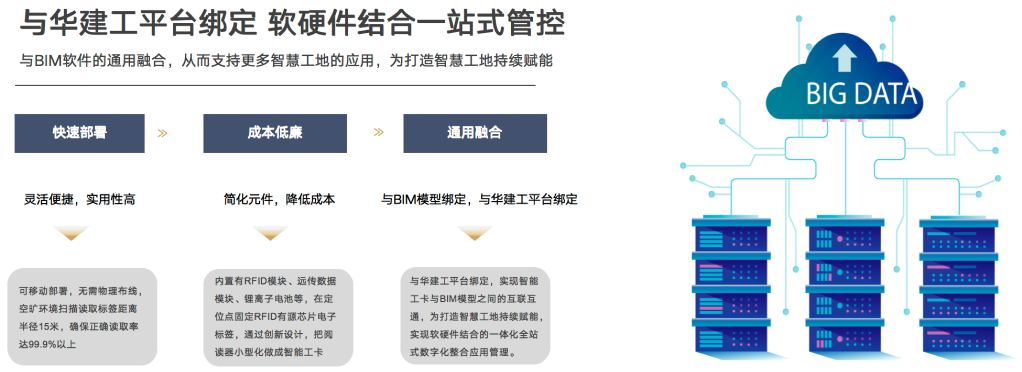 与华建工平台绑定 软硬件结合一站式管控
与BIM软件的通用融合，从而支持更多智慧工地的应用，为打造智慧工地持续赋能
快速部署
成本低廉
通用融合
灵活便捷，实用性高
简化元件，降低成本
与BIM模型绑定，与华建工平台绑定
可移动部署，无需物理布线，
空旷环境扫描读取标签距离
半径15米，确保正确读取率
达99.9%以上
内置有RFID模块、远传数据
模块、锂离子电池等，在定
位点固定RFID有源芯片电子
标签，通过创新设计，把阅
读器小型化做成智能工卡
与华建工平台绑定，实现智能
工卡与BIM模型之间的互联互
通，为打造智慧工地持续赋能，
实现软硬件结合的一体化全站
式数字化整合应用管理。
BIG DATA